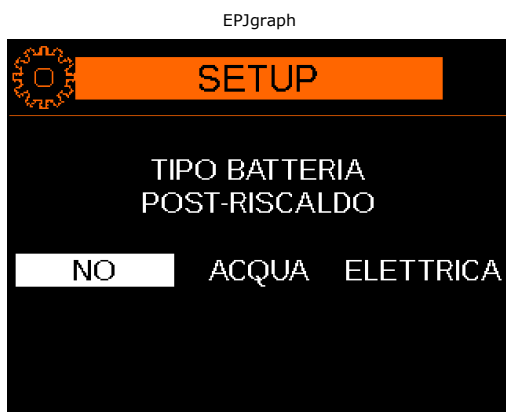 EPJgraph
SETUP
TIPO BATTERIA
POST-RISCALDO
NO ACQUA ELETTRICA